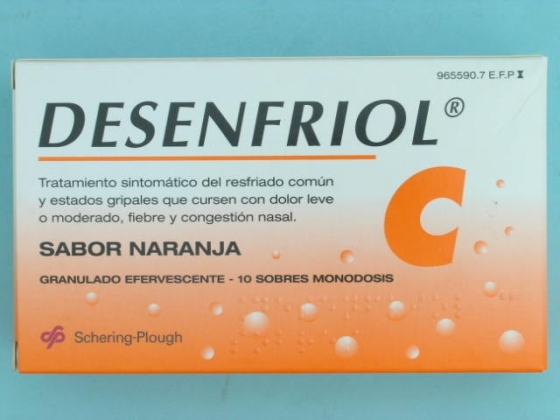 965590.7 E.F.P
DESENFRIOL®
C
Tratamiento sintomático del resfriado común
y estados gripales que cursen con dolor leve
o moderado, fiebre y congestión nasal.
SABOR NARANJA
GRANULADO EFERVESCENTE - 10 SOBRES MONODOSIS
Schering-Plough